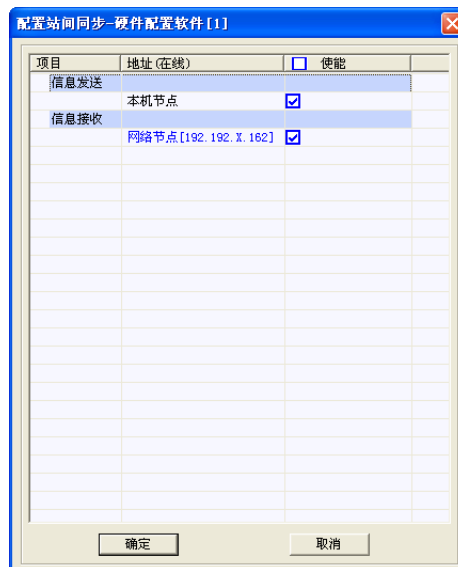 配置站间同步-硬件配置软件[1]
项目 地址(在线) 使能
信息发送
本机节点
信息接收
网络节点[192.192.X.162]
确定 取消